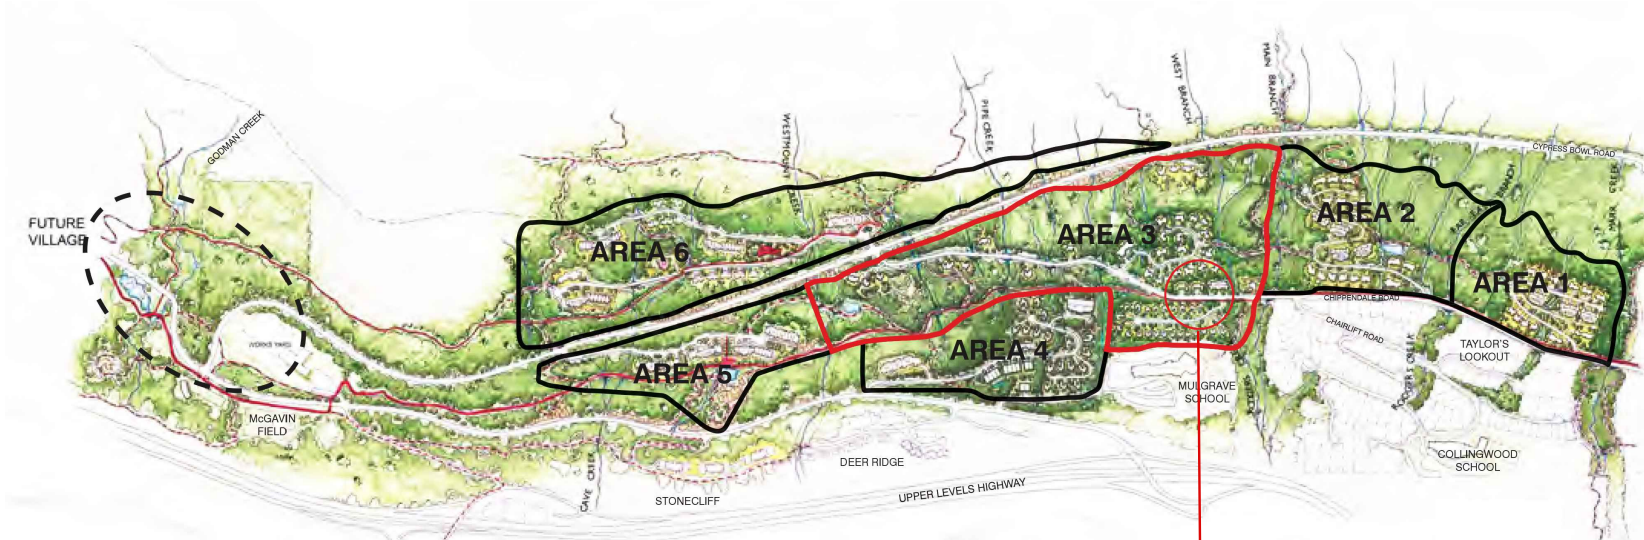 MAIN BRANCH
WEST BRANCH
PIPE CREEK
GODMAN CREEK
CYPRESS BOWL ROAD
MARR CREEK
FUTURE
VILLAGE
AREA 6
AREA 3
AREA 2
AREA 1
CHIPPENDALE ROAD
CHAIRLIFT ROAD
WORKS YARD
AREA 5
AREA 4
TAYLOR'S
LOOKOUT
RODGERS CREEK
MULGRAVE
SCHOOL
McGAVIN
FIELD
COLLINGWOOD
SCHOOL
DEER RIDGE
CAVE CREEK
STONECLIFF
UPPER LEVELS HIGHWAY